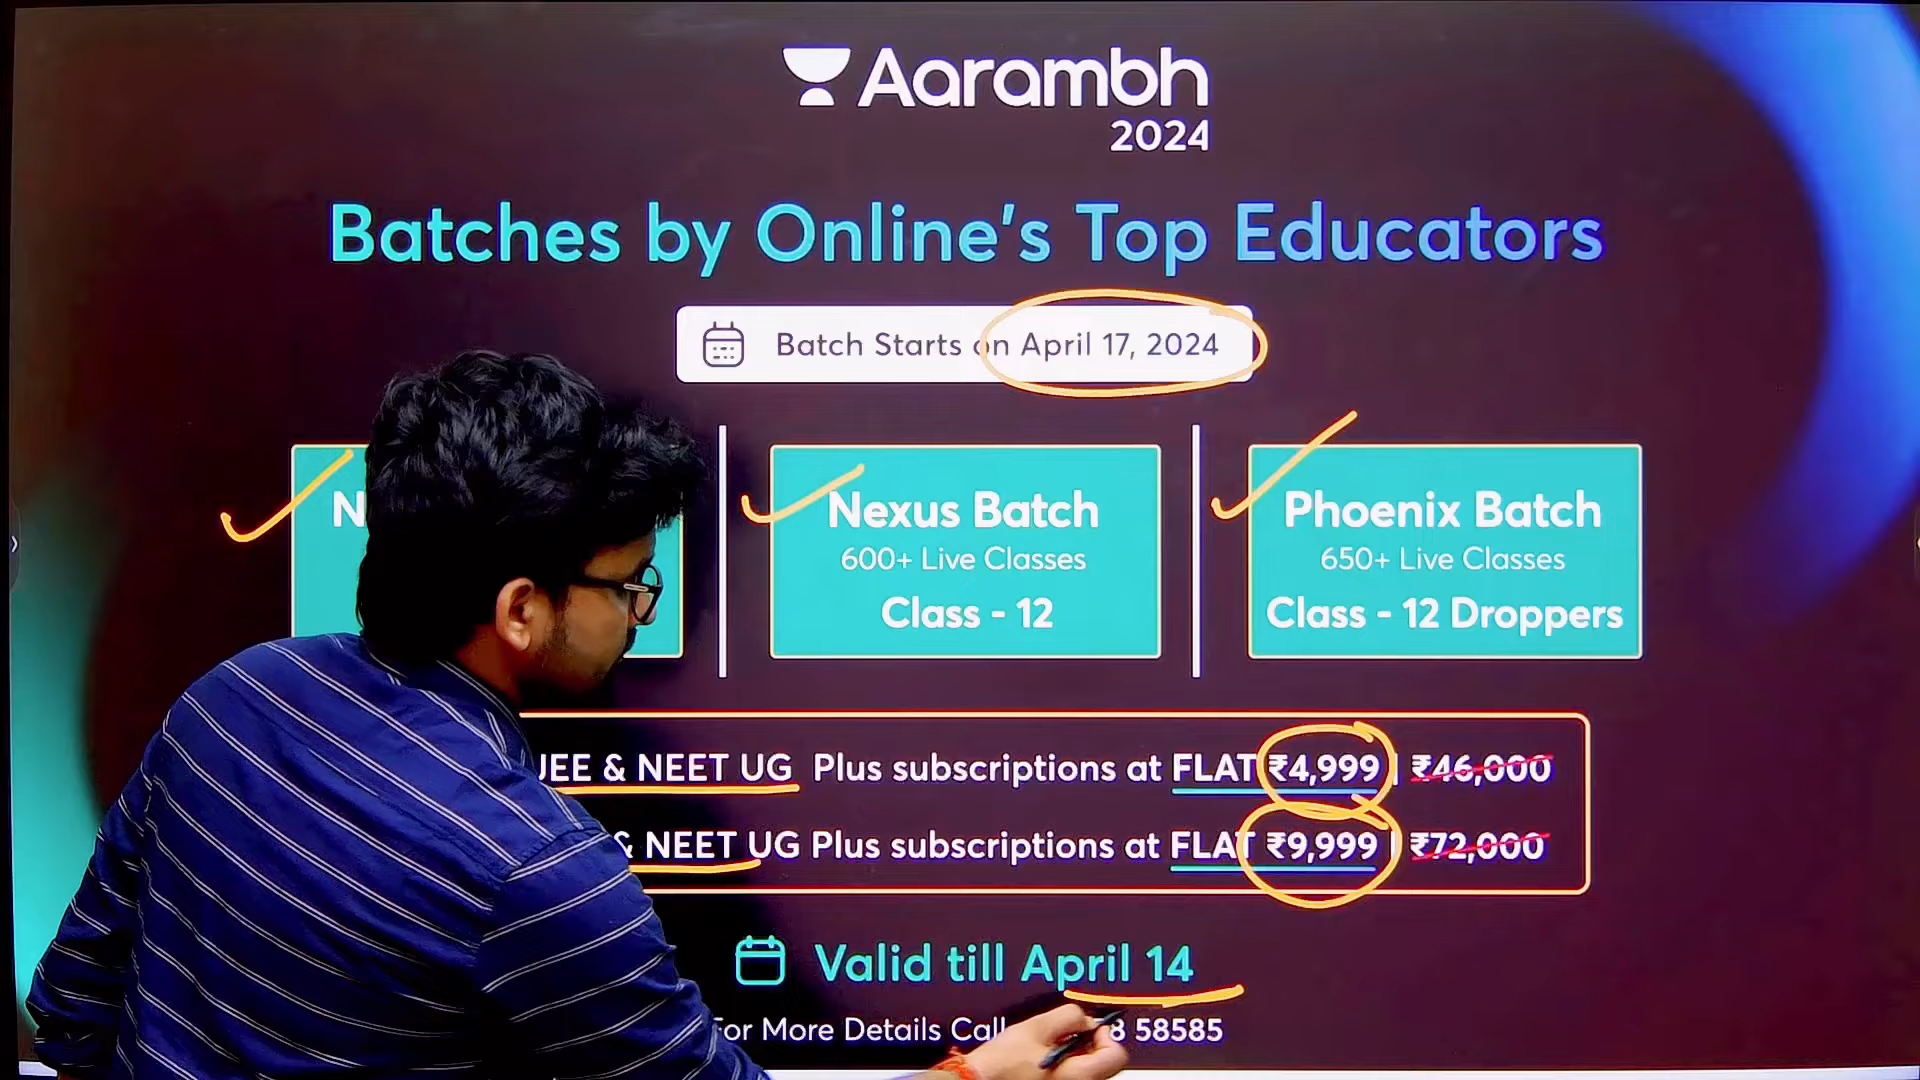 Aarambh
2024
Batches by Online's Top Educators
Batch Starts on April 17, 2024
Nexus Batch
600+ Live Classes
Class - 12
Phoenix Batch
650+ Live Classes
Class - 12 Droppers
JEE & NEET UG Plus subscriptions at FLAT ₹4,999 | ₹46,000
& NEET UG Plus subscriptions at FLAT ₹9,999 | ₹72,000
Valid till April 14
For More Details Call 58585